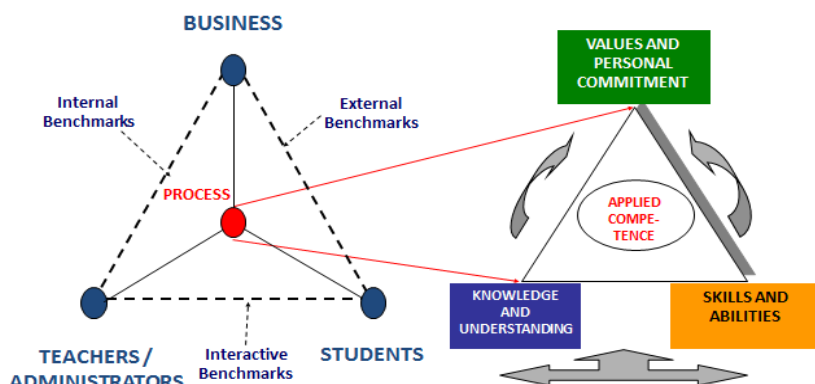 BUSINESS
VALUES AND
PERSONAL
COMMITMENT
Internal
Benchmarks
External
Benchmarks
PROCESS
APPLIED
COMPE-
TENCE
KNOWLEDGE
AND
UNDERSTANDING
SKILLS AND
ABILITIES
TEACHERS /
ADMINISTRATORS
Interactive
Benchmarks
STUDENTS